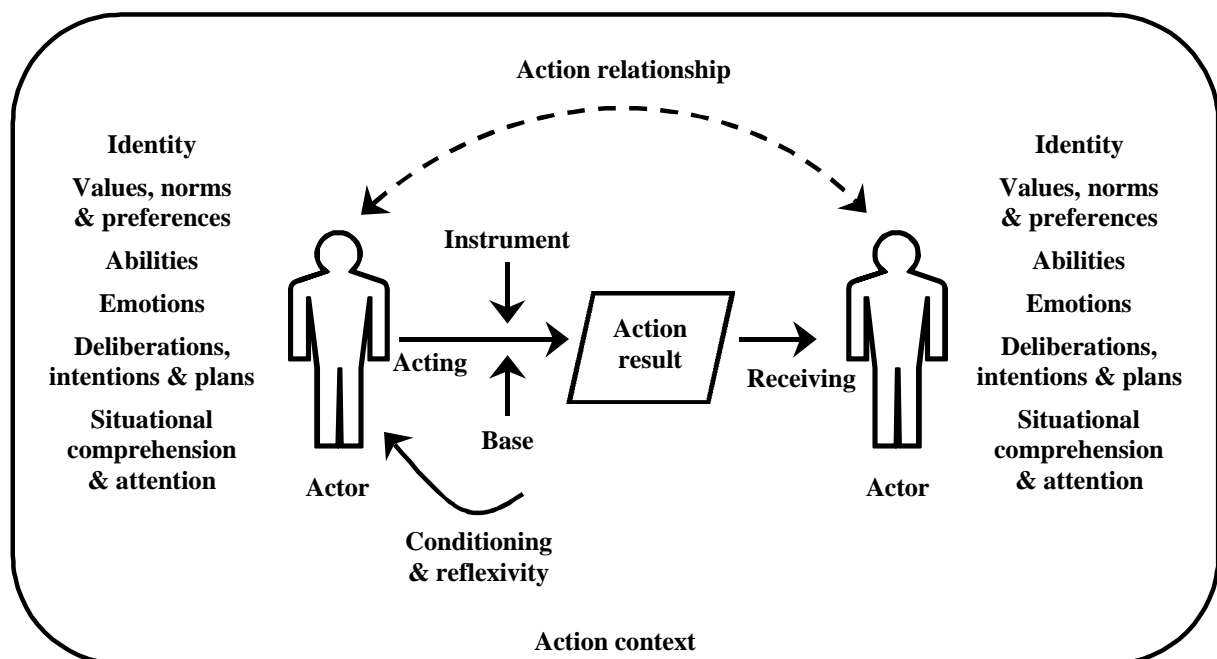 Action relationship
Identity
Values, norms
& preferences
Abilities
Emotions
Deliberations,
intentions & plans
Situational
comprehension
& attention
Actor
Instrument
Acting
Base
Conditioning
& reflexivity
Action
result
Receiving
Actor
Identity
Values, norms
& preferences
Abilities
Emotions
Deliberations,
intentions & plans
Situational
comprehension
& attention
Action context